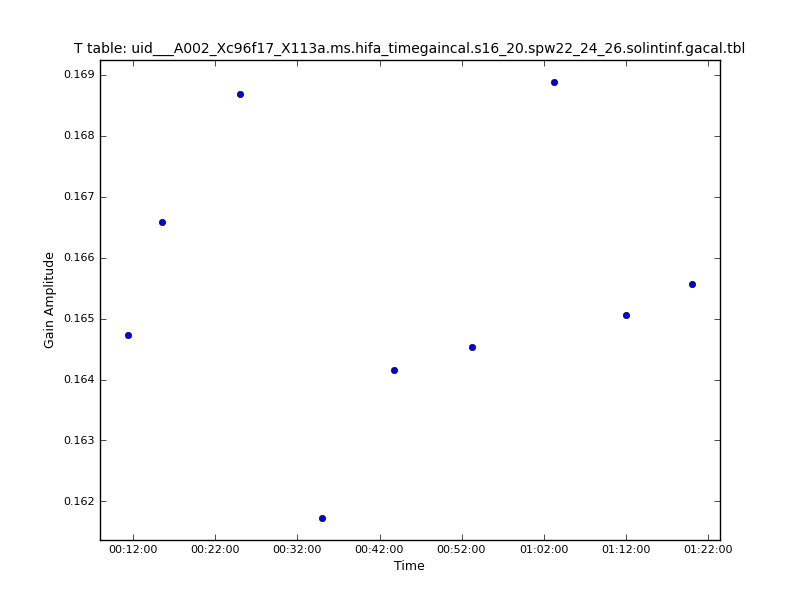 T table: uid___A002_Xc96f17_X113a.ms.hifa_timegaincal.s16_20.spw22_24_26.solintinf.gacal.tbl
0.169
0.168
0.167
0.166
0.165
0.164
0.163
0.162
Gain Amplitude
00:12:00 00:22:00 00:32:00 00:42:00 00:52:00 01:02:00 01:12:00 01:22:00
Time